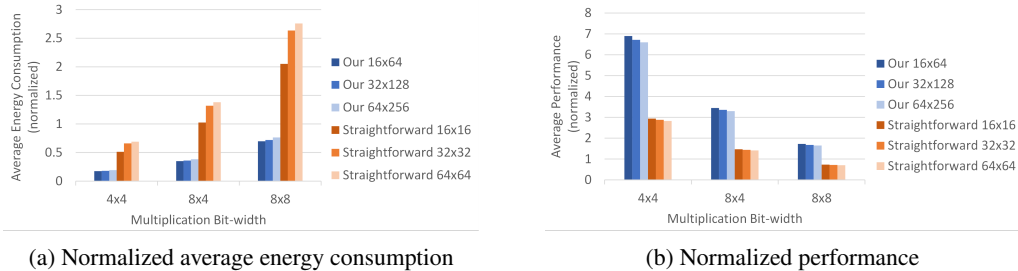 3
2.5
2
1.5
1
0.5
0
Average Energy Consumption
(normalized)
4x4
8x4
8x8
Multiplication Bit-width
Our 16x64
Our 32x128
Our 64x256
Straightforward 16x16
Straightforward 32x32
Straightforward 64x64
(a) Normalized average energy consumption
8
7
6
5
4
3
2
1
0
Average Performance
(normalized)
4x4
8x4
8x8
Multiplication Bit-width
Our 16x64
Our 32x128
Our 64x256
Straightforward 16x16
Straightforward 32x32
Straightforward 64x64
(b) Normalized performance